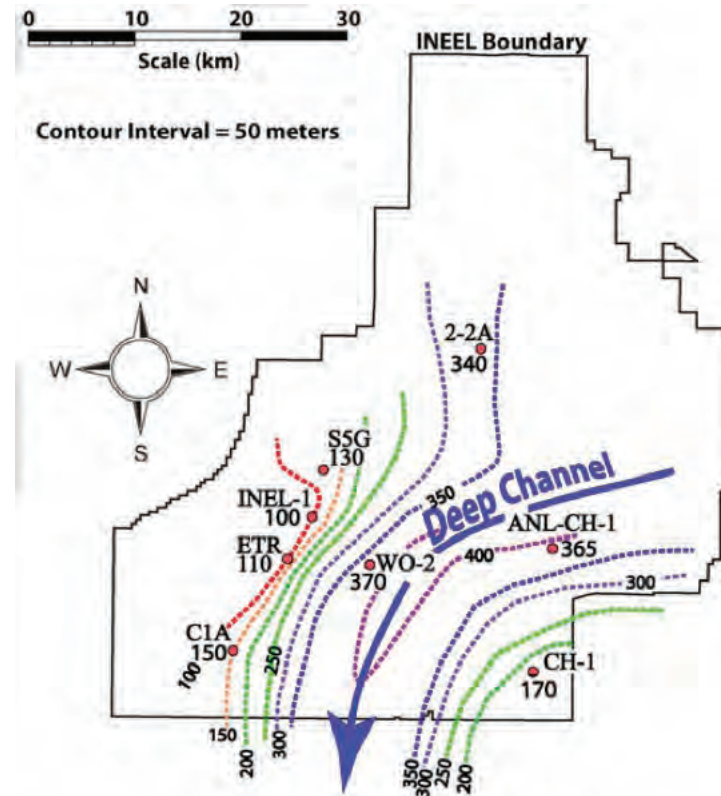 0 10 20 30
Scale (km)
INEEL Boundary
Contour Interval = 50 meters
N
W E
S
2-2A
340
S5G
130
INEL-1
100
ETR
110
350
Deep Channel
ANL-CH-1
365
400
WO-2
370
300
C1A
150
100
250
CH-1
170
150
200
300
350
300
250
200